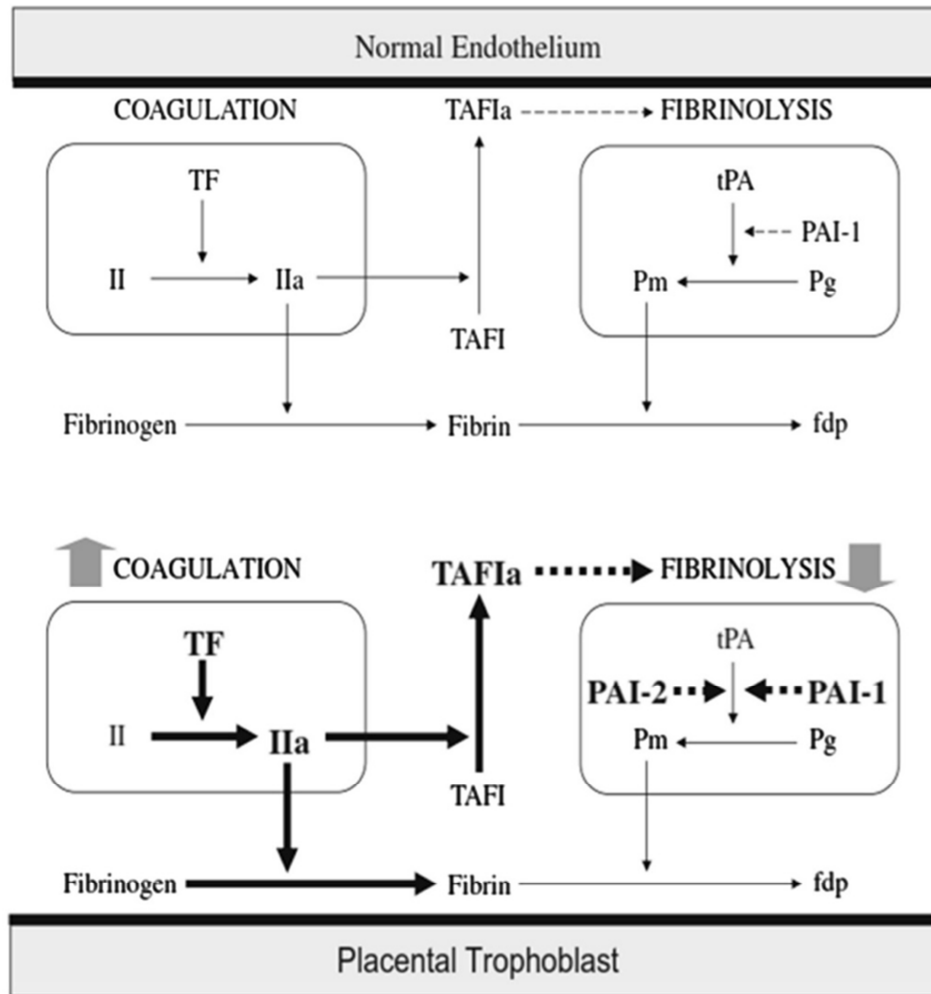 Normal Endothelium
COAGULATION TAFIa FIBRINOLYSIS
TF tPA
PAI-1
II IIa Pm Pg
TAFI
Fibrinogen Fibrin fdp
COAGULATION TAFIa FIBRINOLYSIS
TF tPA
PAI-2 PAI-1
II IIa Pm Pg
TAFI
Fibrinogen Fibrin fdp
Placental Trophoblast